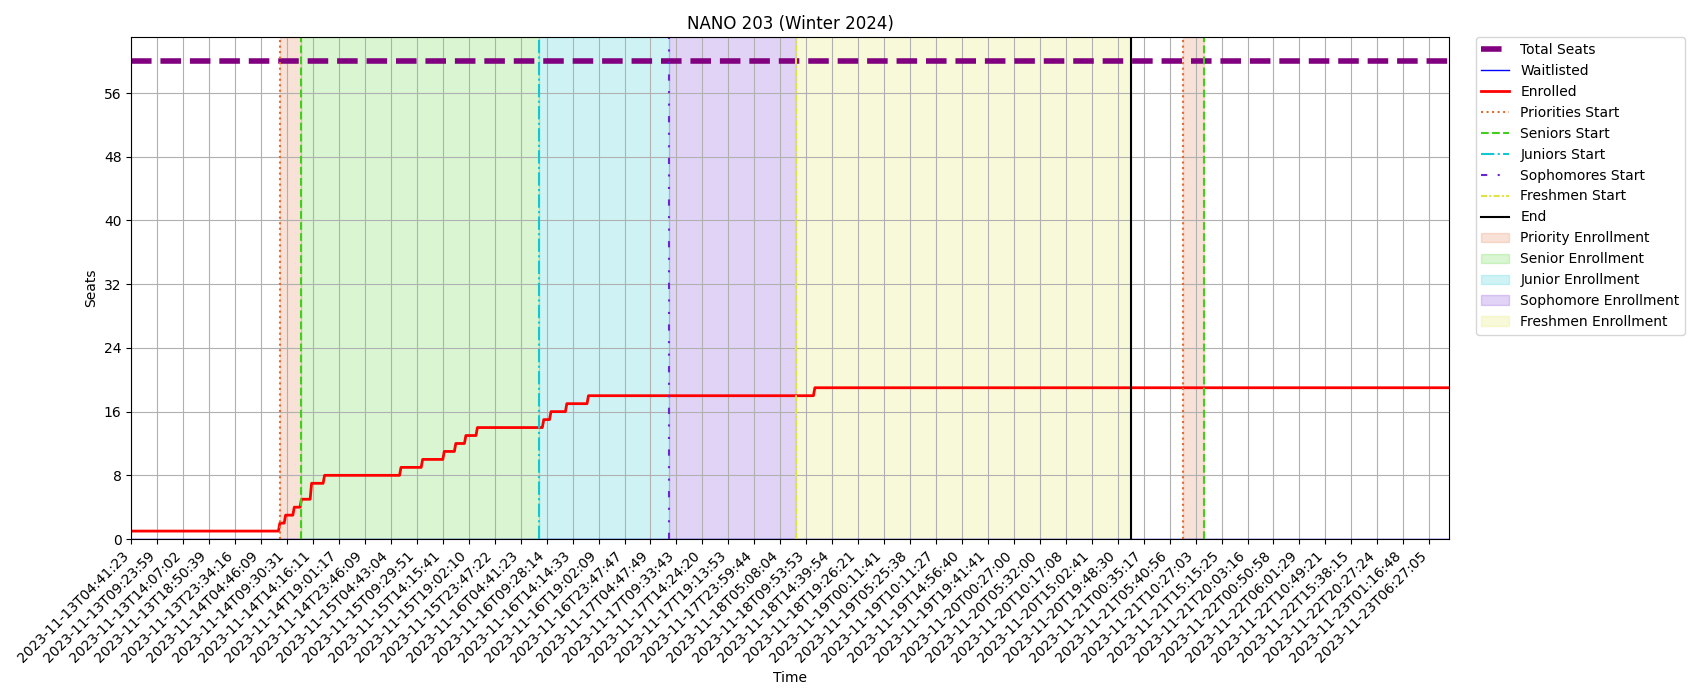 NANO 203 (Winter 2024)
Seats
56
48
40
32
24
16
8
0
2023-11-13T04:41:23
2023-11-13T09:23:59
2023-11-13T14:07:02
2023-11-13T18:50:39
2023-11-13T23:34:16
2023-11-14T04:46:09
2023-11-14T09:30:31
2023-11-14T14:16:11
2023-11-14T19:01:17
2023-11-14T23:46:09
2023-11-15T04:43:04
2023-11-15T09:29:51
2023-11-15T14:15:41
2023-11-15T19:02:10
2023-11-15T23:47:22
2023-11-16T04:41:23
2023-11-16T09:28:14
2023-11-16T14:14:33
2023-11-16T19:02:09
2023-11-16T23:47:47
2023-11-17T04:47:49
2023-11-17T09:33:43
2023-11-17T14:24:20
2023-11-17T19:13:53
2023-11-17T23:59:44
2023-11-18T05:08:04
2023-11-18T09:53:53
2023-11-18T14:39:54
2023-11-18T19:26:21
2023-11-19T00:11:41
2023-11-19T05:25:38
2023-11-19T10:11:27
2023-11-19T14:56:40
2023-11-19T19:41:41
2023-11-20T00:27:00
2023-11-20T05:32:00
2023-11-20T10:17:08
2023-11-20T15:02:41
2023-11-20T19:48:30
2023-11-21T00:35:17
2023-11-21T05:40:56
2023-11-21T10:27:03
2023-11-21T15:15:25
2023-11-21T20:03:16
2023-11-22T00:50:58
2023-11-22T06:01:29
2023-11-22T10:49:21
2023-11-22T15:38:15
2023-11-22T20:27:24
2023-11-23T01:16:48
2023-11-23T06:27:05
Time
Total Seats
Waitlisted
Enrolled
Priorities Start
Seniors Start
Juniors Start
Sophomores Start
Freshmen Start
End
Priority Enrollment
Senior Enrollment
Junior Enrollment
Sophomore Enrollment
Freshmen Enrollment